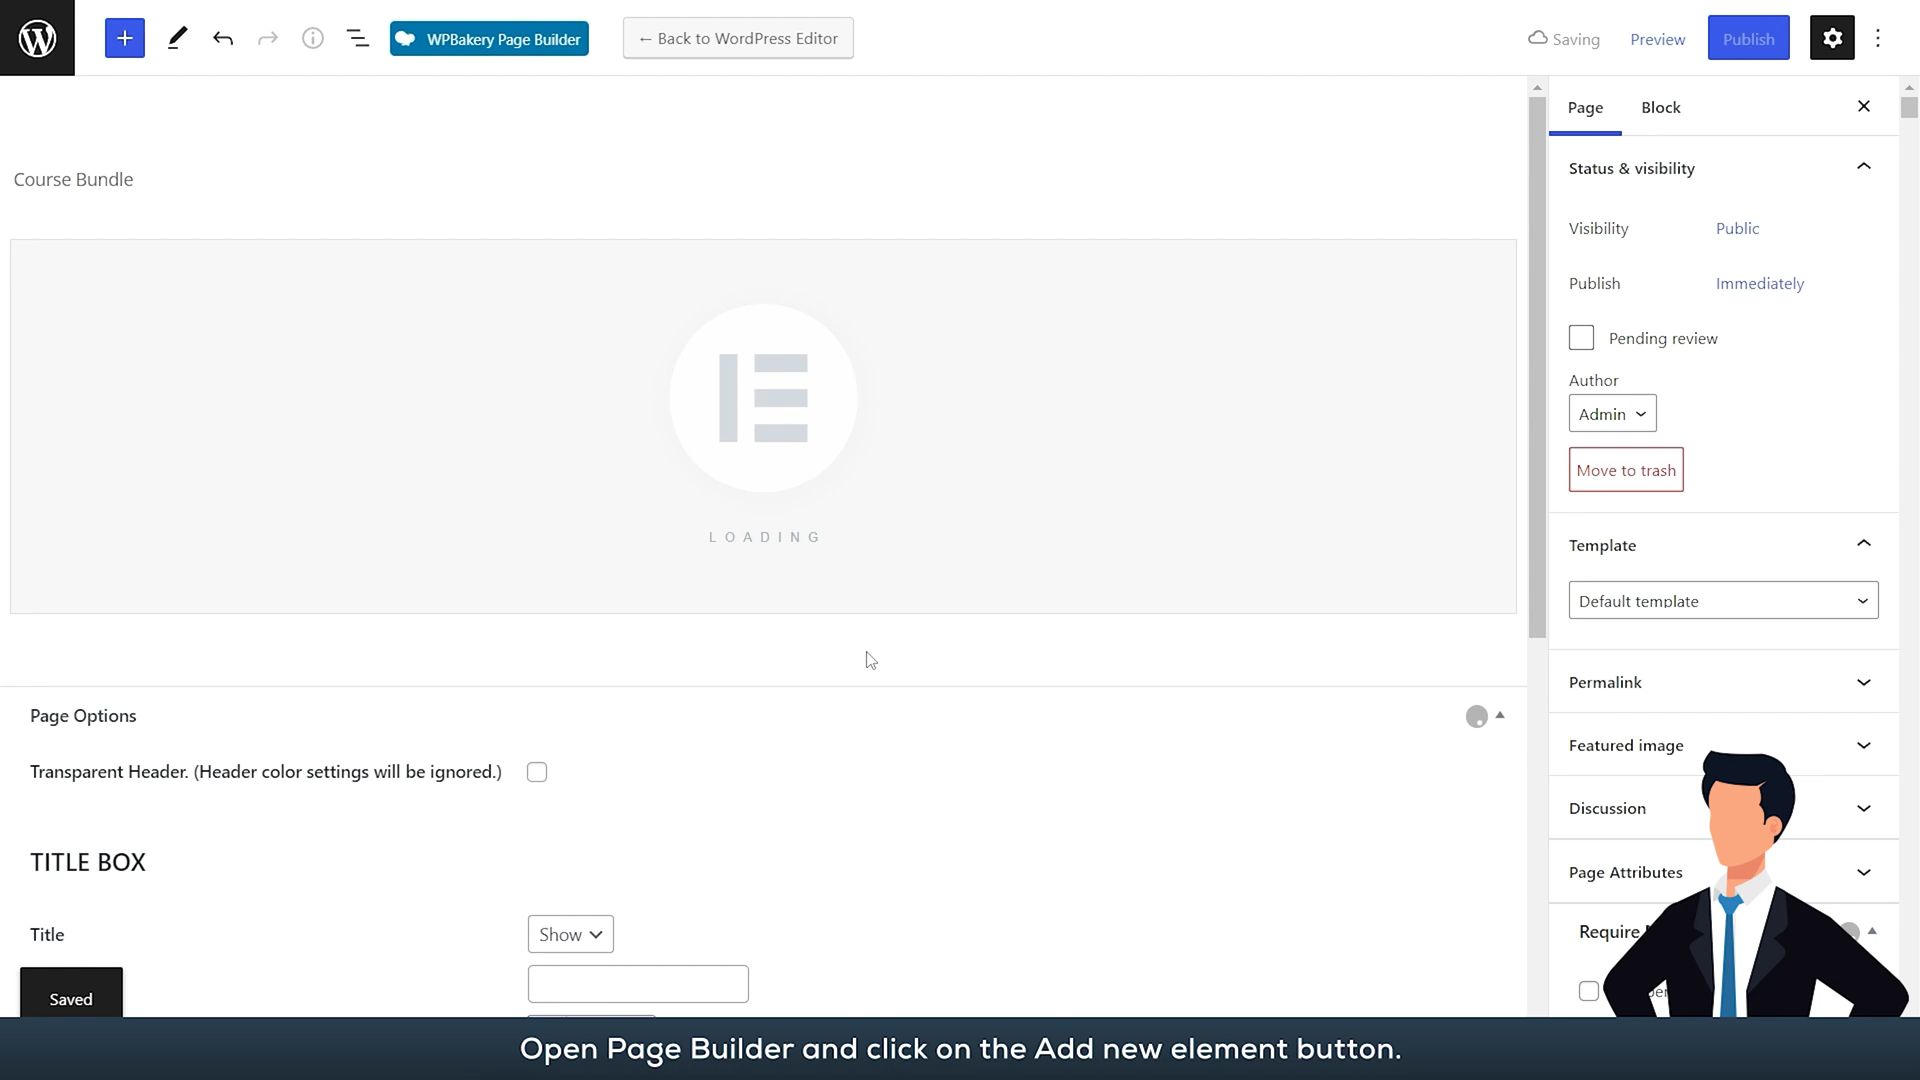 WPBakery Page Builder
← Back to WordPress Editor
Saving
Preview
Publish
Page
Block
Course Bundle
Status & visibility
Visibility
Public
Publish
Immediately
Pending review
Author
Admin
Move to trash
LOADING
Template
Default template
Permalink
Page Options
Featured image
Transparent Header. (Header color settings will be ignored.)
Discussion
TITLE BOX
Page Attributes
Title
Show
Require
Saved
Open Page Builder and click on the Add new element button.